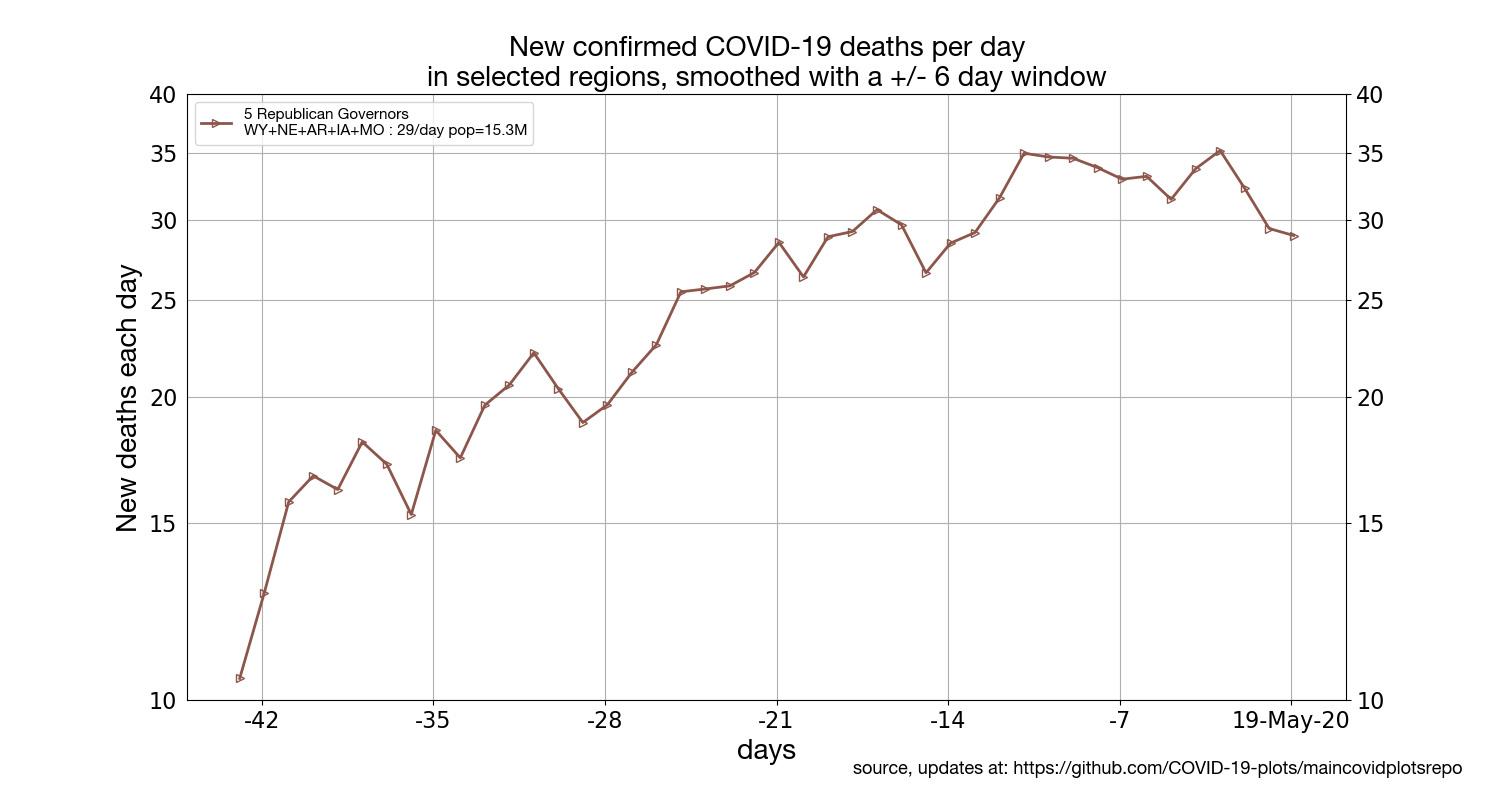 New confirmed COVID-19 deaths per day
in selected regions, smoothed with a +/- 6 day window
40
40
5 Republican Governors
WY+NE+AR+IA+MO : 29/day pop=15.3M
35
35
30
30
25
25
New deaths each day
20
20
15
15
10
10
-42
-35
-28
-21
-14
-7
19-May-20
days
source, updates at: https://github.com/COVID-19-plots/maincovidplotsrepo